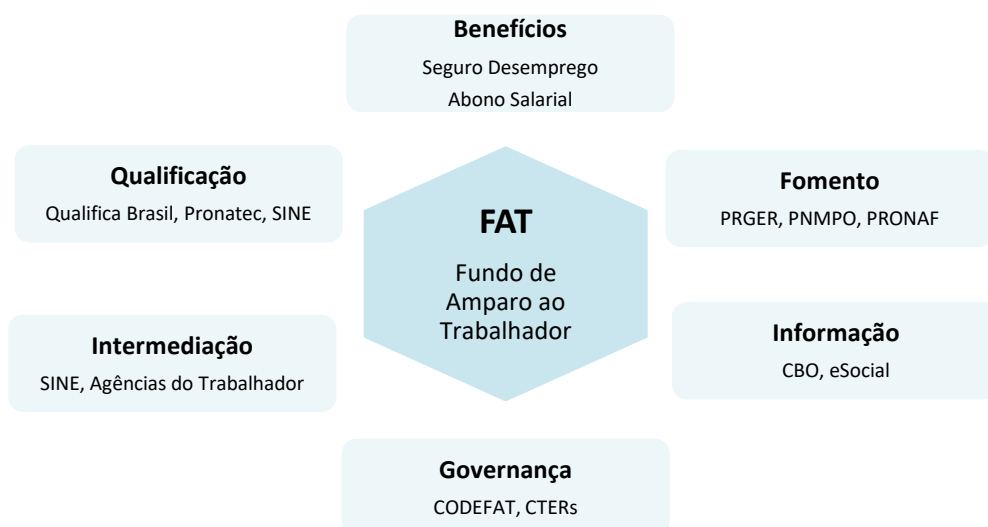 Benefícios
Seguro Desemprego
Abono Salarial
Qualificação
Qualifica Brasil, Pronatec, SINE
FAT
Fundo de
Amparo ao
Trabalhador
Fomento
PRGER, PNMPO, PRONAF
Intermediação
SINE, Agências do Trabalhador
Informação
CBO, eSocial
Governança
CODEFAT, CTERs